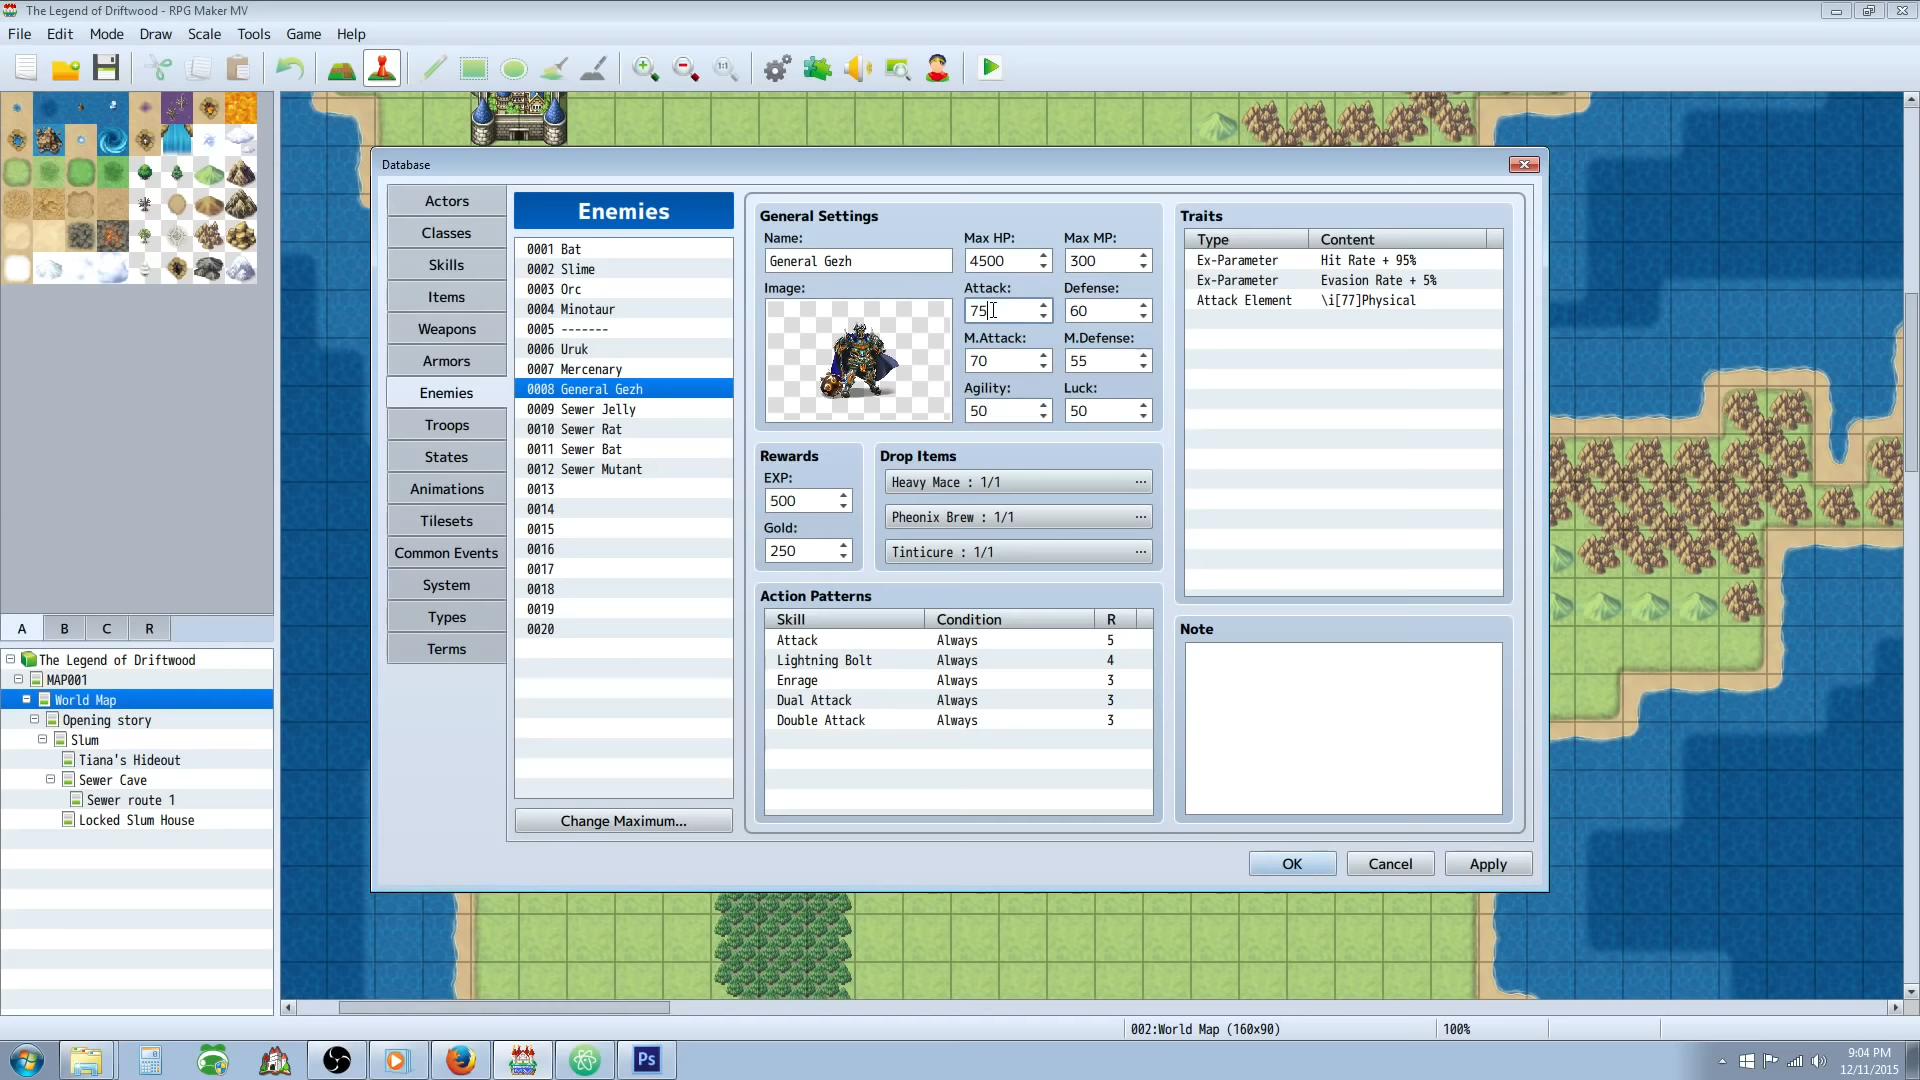 The Legend of Driftwood - RPG Maker MV
File Edit Mode Draw Scale Tools Game Help
1:1
Database
Actors
Classes
Skills
Items
Weapons
Armors
Enemies
Troops
States
Animations
Tilesets
Common Events
System
Types
Terms
Enemies
0001 Bat
0002 Slime
0003 Orc
0004 Minotaur
0005 -------
0006 Uruk
0007 Mercenary
0008 General Gezh
0009 Sewer Jelly
0010 Sewer Rat
0011 Sewer Bat
0012 Sewer Mutant
0013
0014
0015
0016
0017
0018
0019
0020
Change Maximum...
General Settings
Name: Max HP: Max MP:
General Gezh 4500 300
Image: Attack: Defense:
75 60
M.Attack: M.Defense:
70 55
Agility: Luck:
50 50
Rewards
EXP:
500
Gold:
250
Drop Items
Heavy Mace : 1/1 ...
Pheonix Brew : 1/1 ...
Tinticure : 1/1 ...
Action Patterns
Skill Condition R
Attack Always 5
Lightning Bolt Always 4
Enrage Always 3
Dual Attack Always 3
Double Attack Always 3
Traits
Type Content
Ex-Parameter Hit Rate + 95%
Ex-Parameter Evasion Rate + 5%
Attack Element \i[77]Physical
Note
OK Cancel Apply
A B C R
The Legend of Driftwood
MAP001
World Map
Opening story
Slum
Tiana's Hideout
Sewer Cave
Sewer route 1
Locked Slum House
002:World Map (160x90) 100%
Ps
9:04 PM
12/11/2015